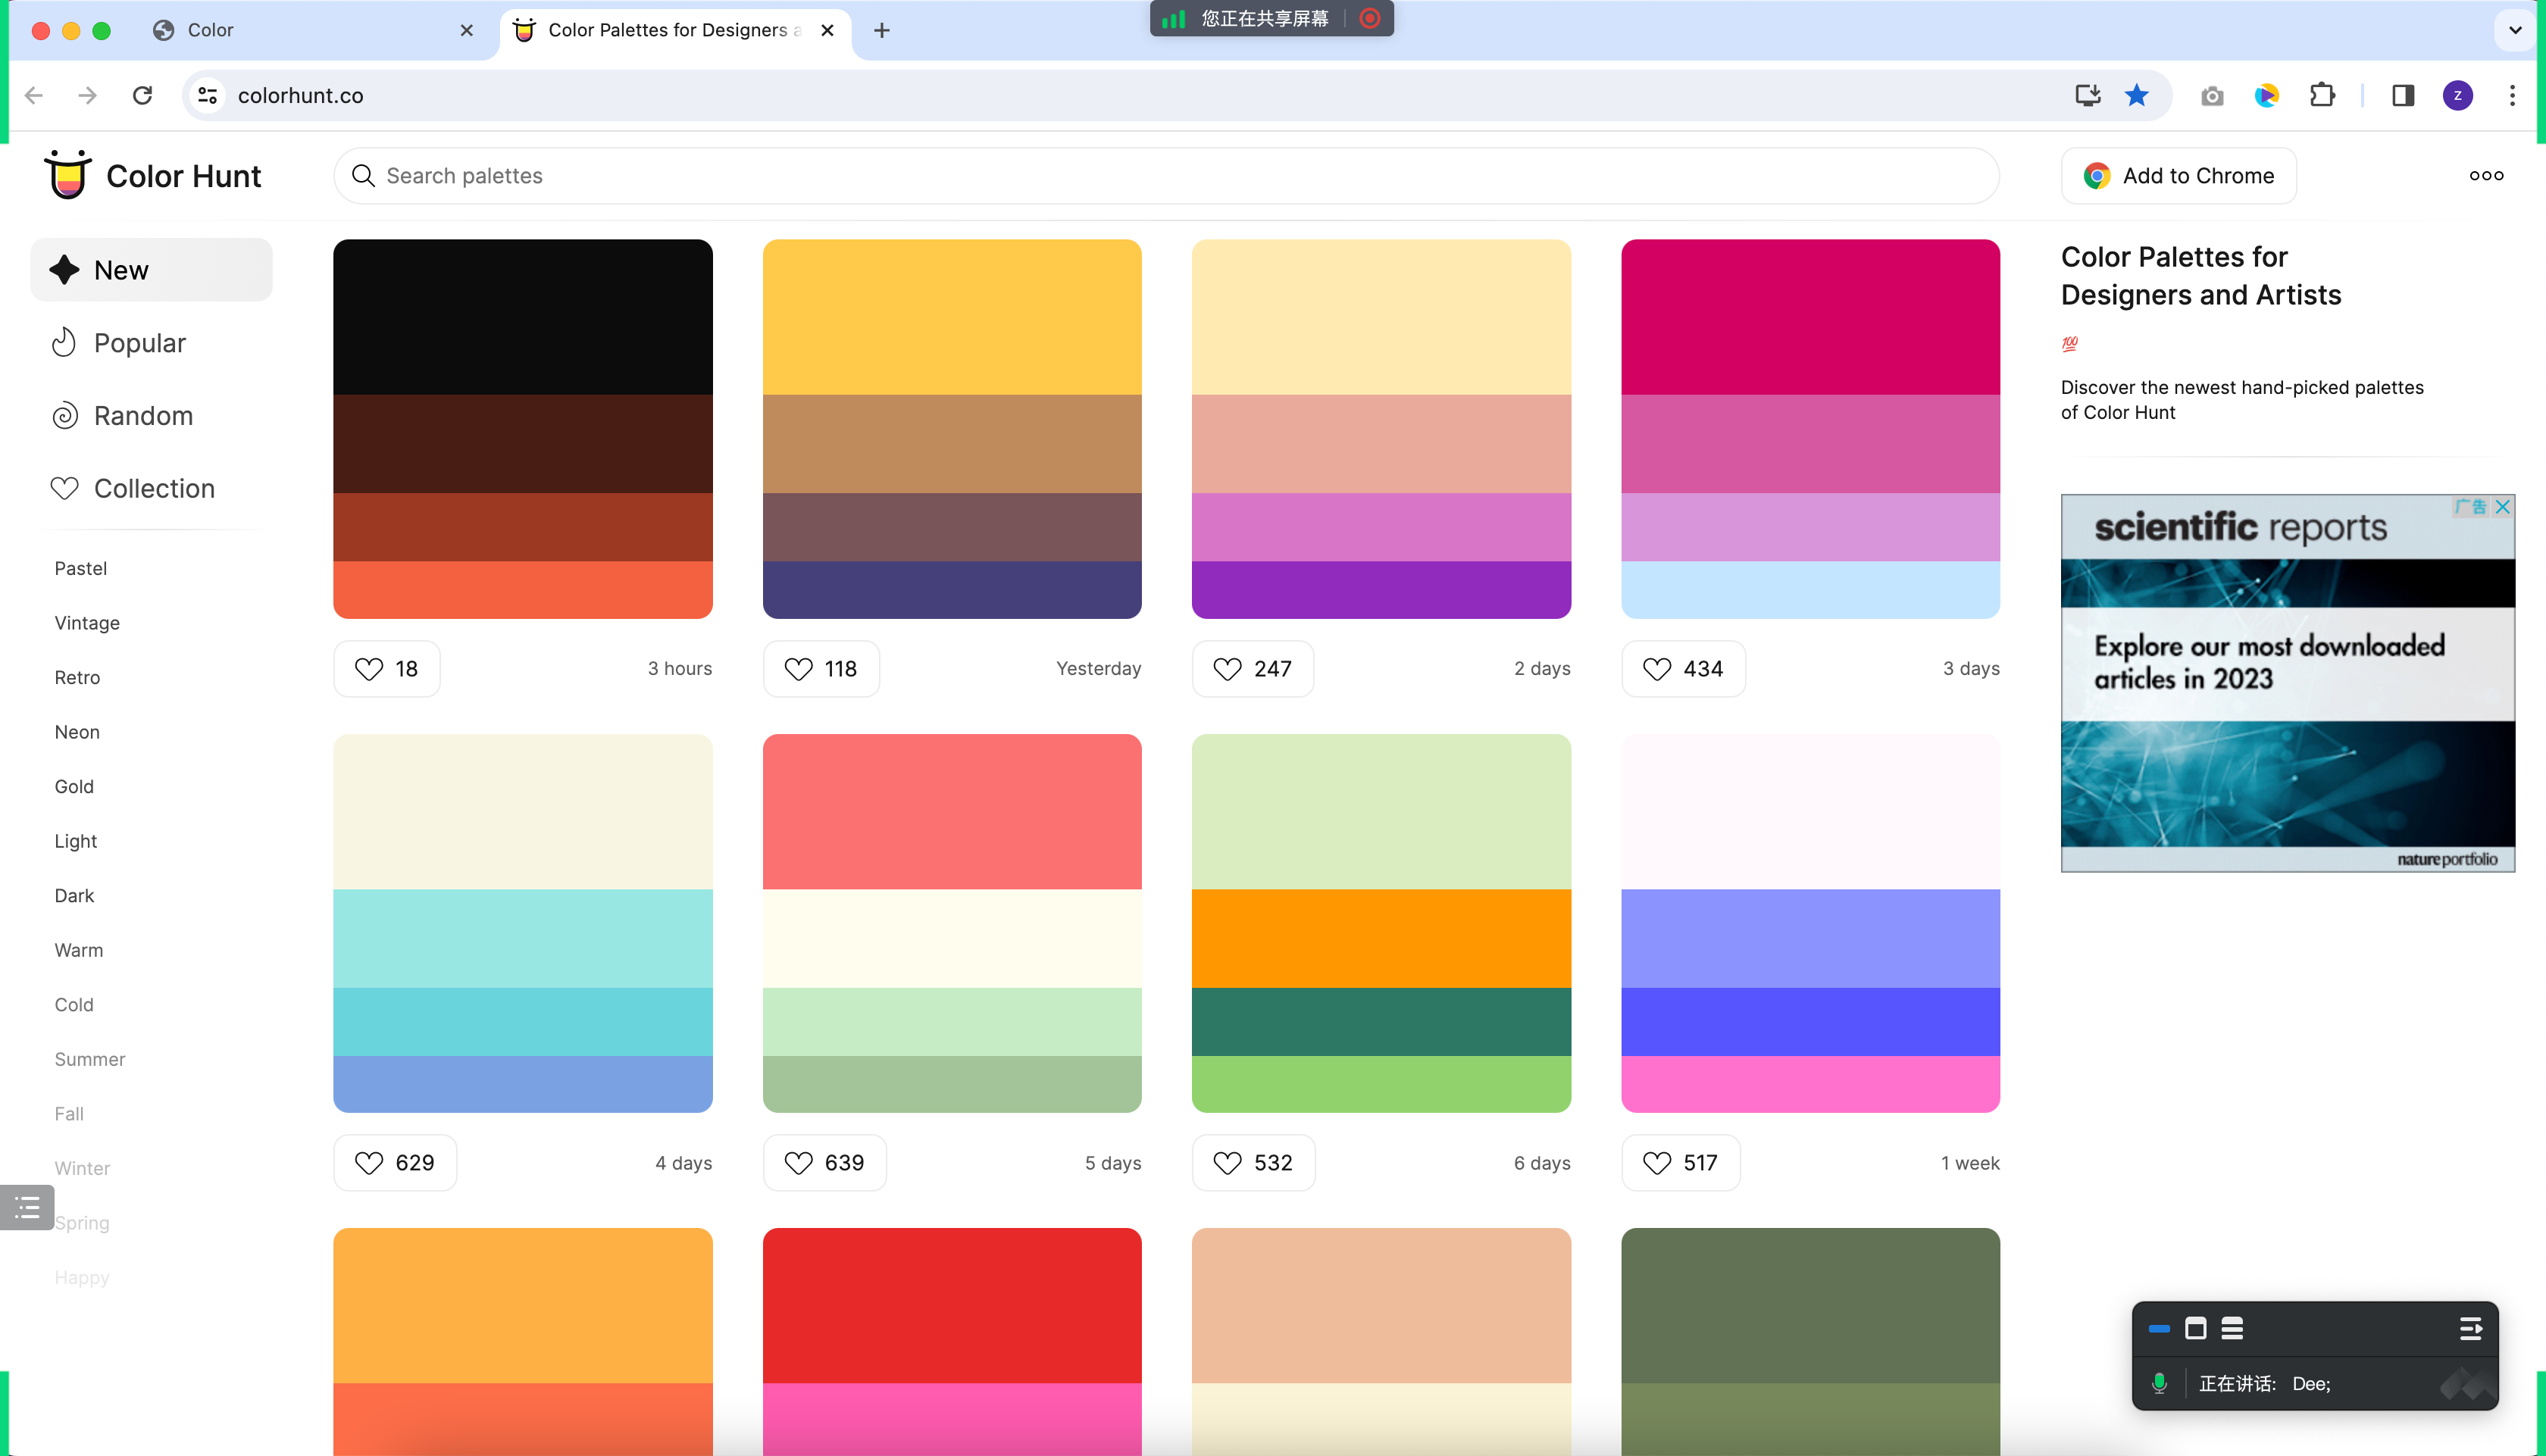 Color
Color Palettes for Designers a
您正在共享屏幕
colorhunt.co
Z
Color Hunt
Search palettes
Add to Chrome
New
Popular
Random
Collection
Pastel
Vintage
Retro
Neon
Gold
Light
Dark
Warm
Cold
Summer
Fall
Winter
Spring
Happy
18
3 hours
118
Yesterday
247
2 days
434
3 days
629
4 days
639
5 days
532
6 days
517
1 week
Color Palettes for
Designers and Artists
💯
Discover the newest hand-picked palettes
of Color Hunt
广告
scientific reports
Explore our most downloaded
articles in 2023
natureportfolio
正在讲话: Dee;